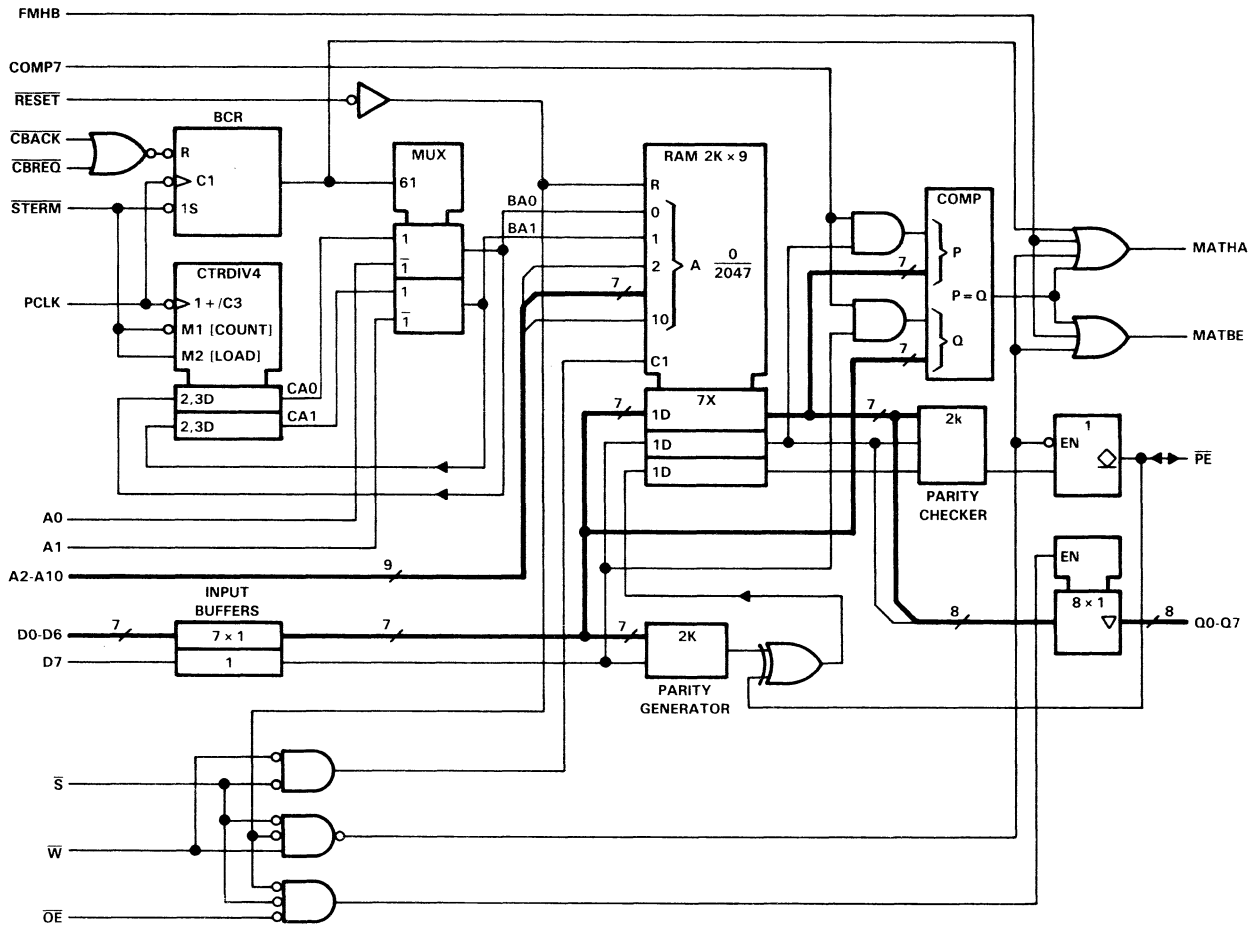 FMHB
COMP7
RESET
CBACK
CBREQ
STERM
PCLK
A0
A1
A2-A10
9
D0-D6
7
D7
S
W
OE
BCR
R
C1
1S
CTRDIV4
1 +/C3
M1 [COUNT]
M2 [LOAD]
2,3D
2,3D
CA0
CA1
MUX
61
1
1
1
1
BA0
BA1
RAM 2K × 9
R
0
1
2
7
10
A 0/2047
C1
7X
7
1D
1D
1D
COMP
P
7
P = Q
Q
7
MATHA
MATBE
7
2k
PARITY
CHECKER
1
EN
PE
EN
8 × 1
8
8
Q0-Q7
INPUT
BUFFERS
7 × 1
1
7
7
2K
PARITY
GENERATOR